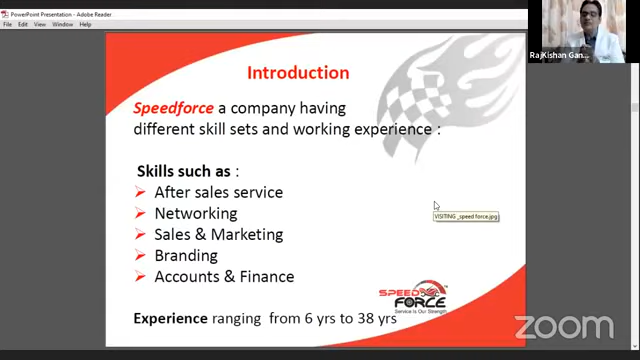 PowerPoint Presentation - Adobe Reader
File Edit View Window Help
RajKishan Gan...
Introduction
Speedforce a company having
different skill sets and working experience :
Skills such as :
After sales service
Networking
Sales & Marketing
Branding
Accounts & Finance
VISITING _speed force.jpg
SPEED
FORCE
Service Is Our Strength
Experience ranging from 6 yrs to 38 yrs
zoom